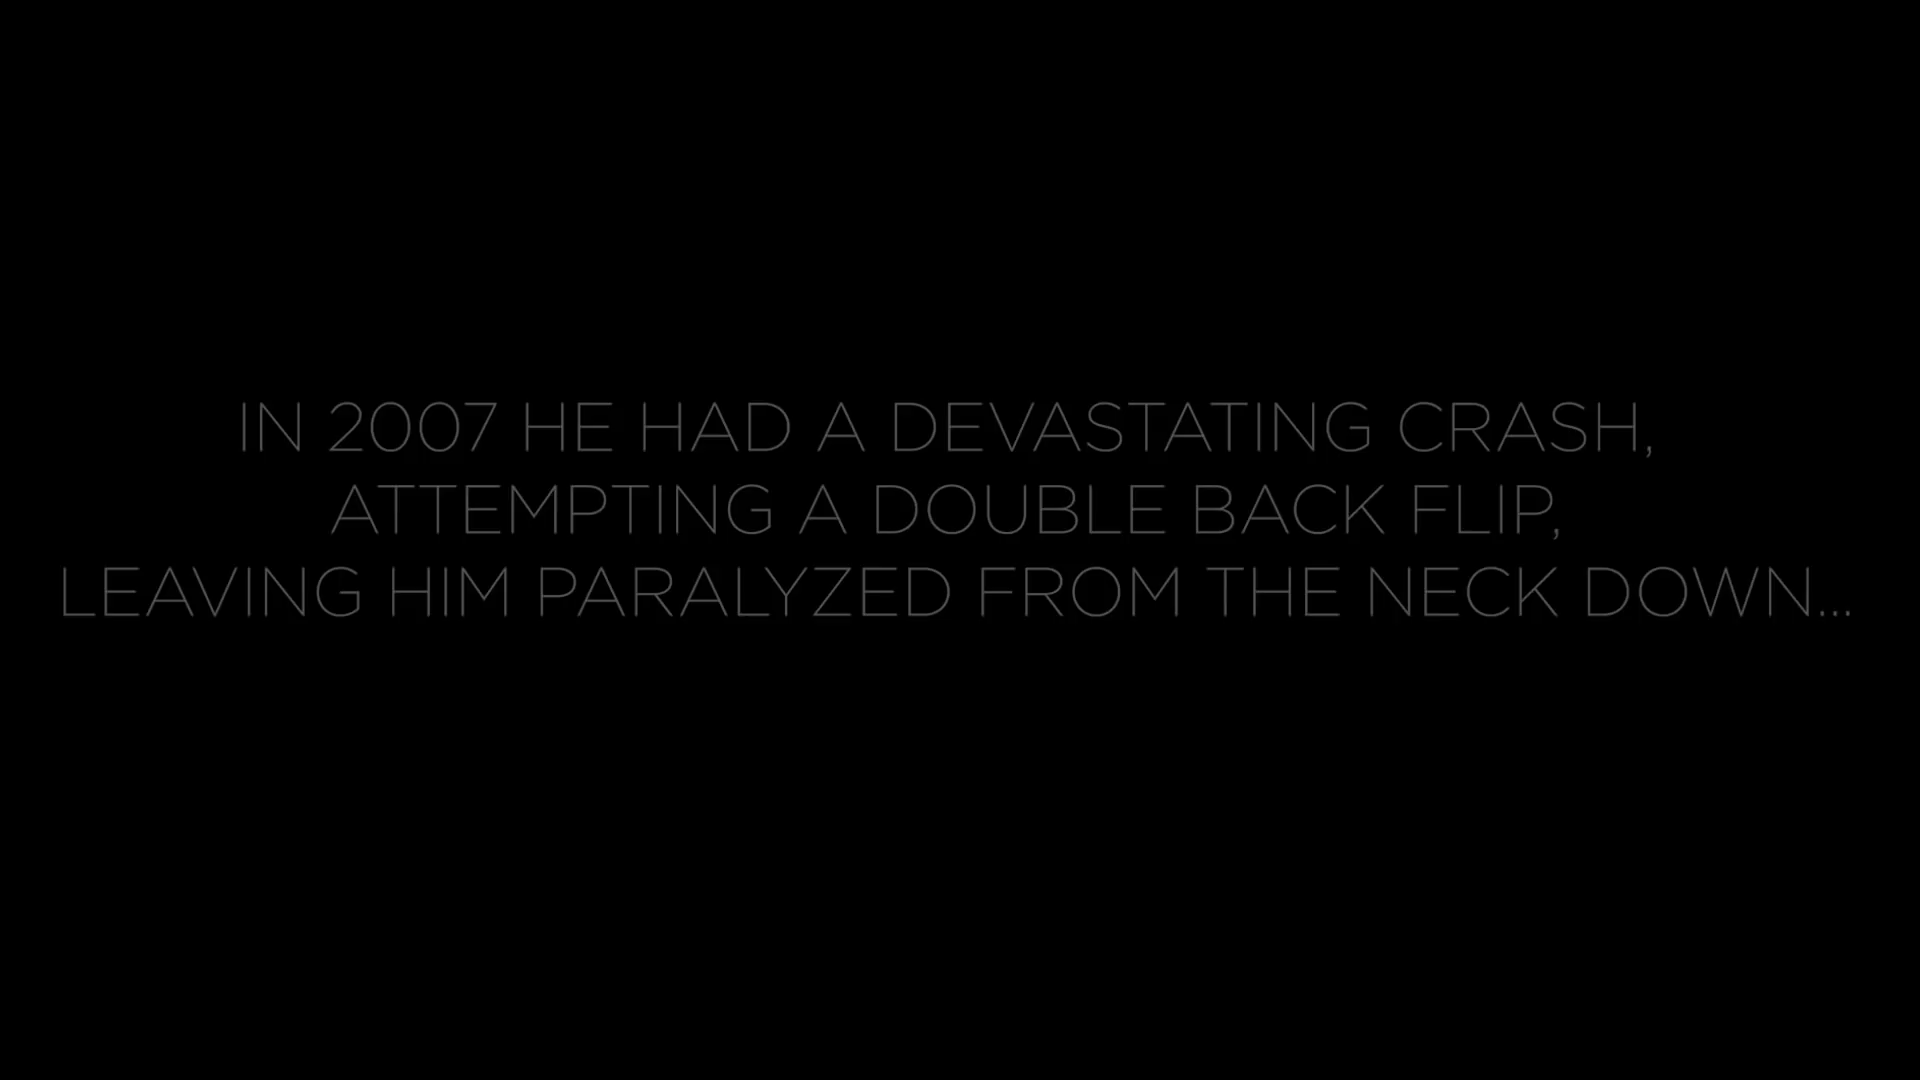 IN 2007 HE HAD A DEVASTATING CRASH,
ATTEMPTING A DOUBLE BACK FLIP,
LEAVING HIM PARALYZED FROM THE NECK DOWN...